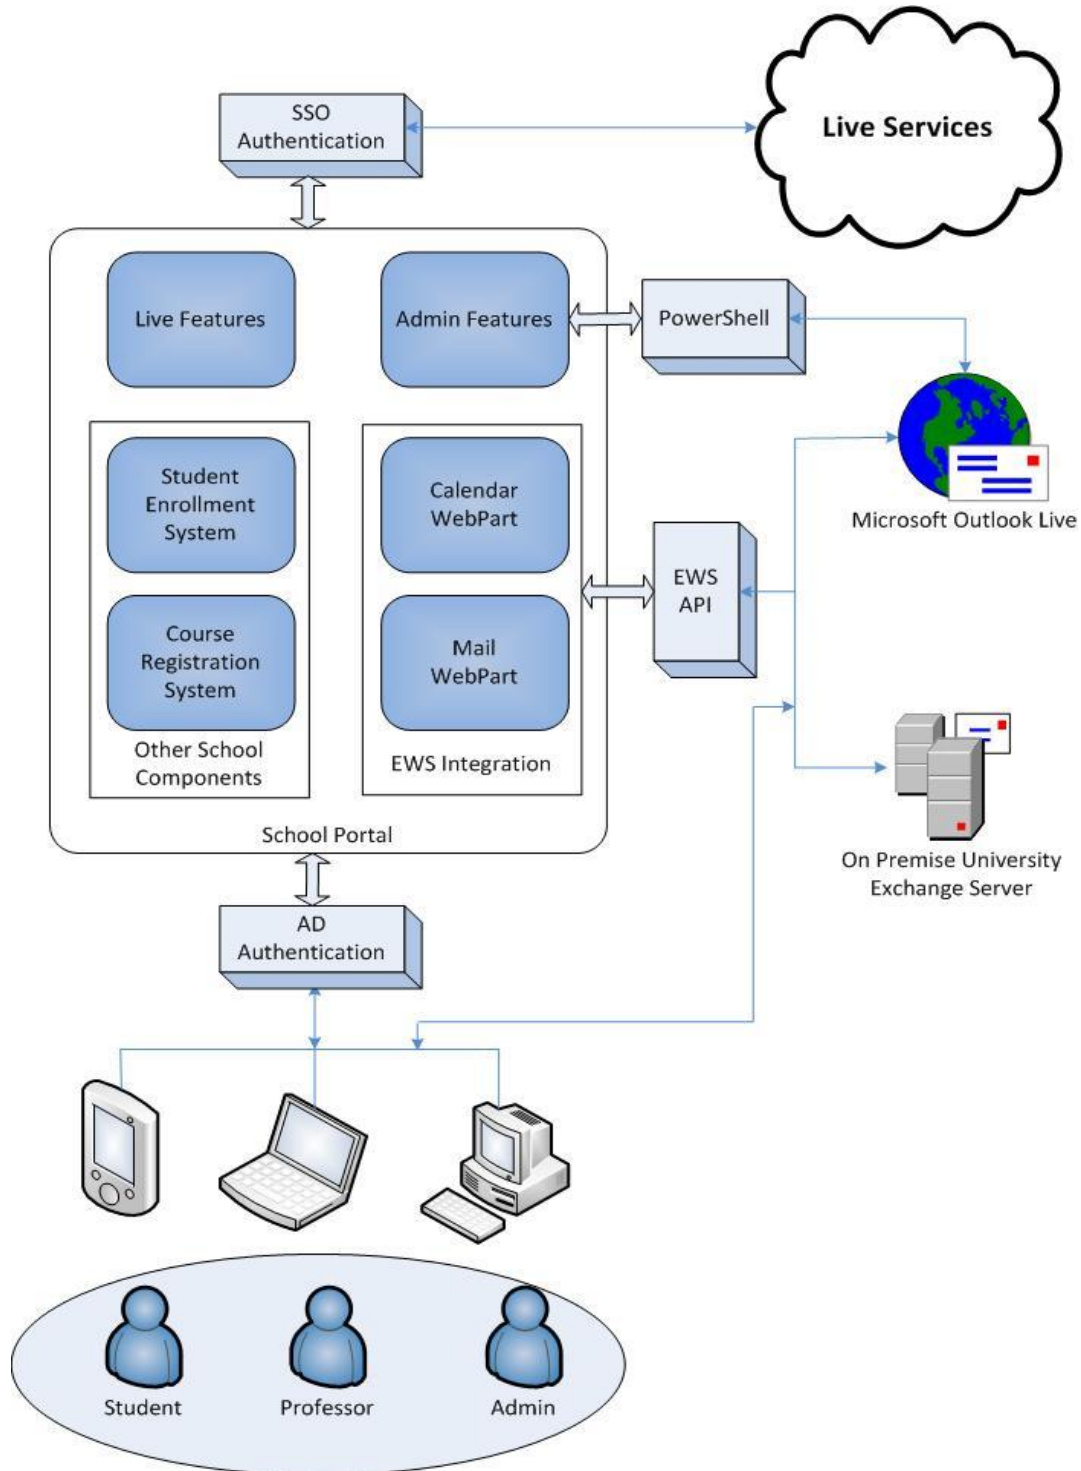 SSO
Authentication
Live Services
Live Features
Admin Features
PowerShell
Microsoft Outlook Live
Student
Enrollment
System
Calendar
WebPart
EWS
API
Course
Registration
System
Mail
WebPart
Other School
Components
EWS Integration
School Portal
On Premise University
Exchange Server
AD
Authentication
Student
Professor
Admin